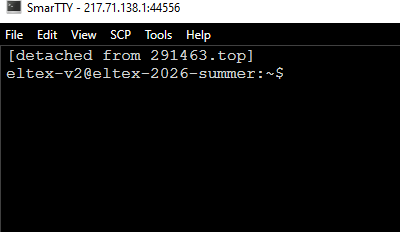 SmarTTY - 217.71.138.1:44556
File Edit View SCP Tools Help
[detached from 291463.top]
eltex-v2@eltex-2026-summer:~$